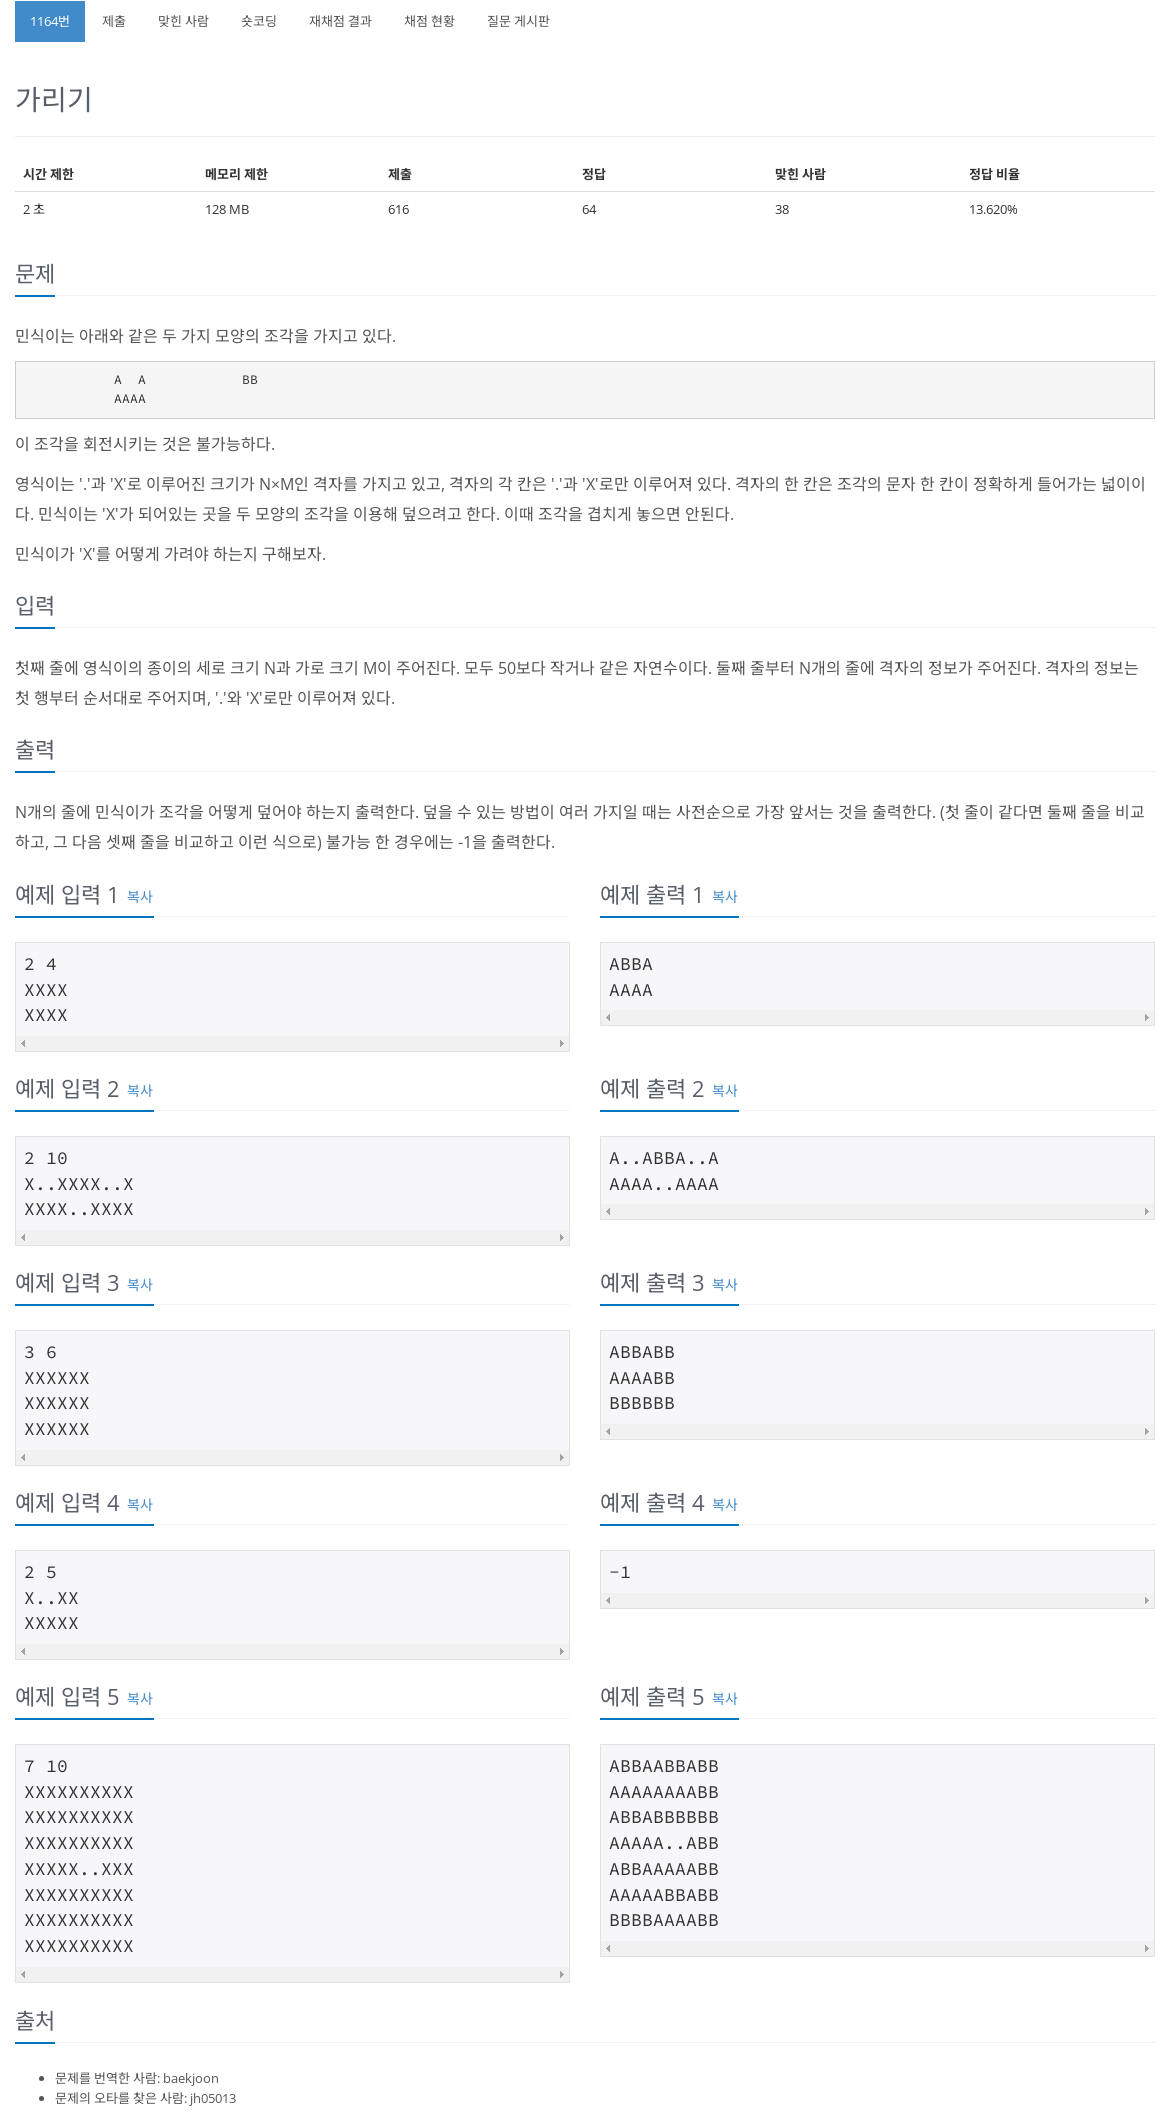 1164번 제출 맞힌 사람 숏코딩 재채점 결과 채점 현황 질문 게시판
가리기
시간 제한 메모리 제한 제출 정답 맞힌 사람 정답 비율
2 초 128 MB 616 64 38 13.620%
문제
민식이는 아래와 같은 두 가지 모양의 조각을 가지고 있다.
A  A            BB
AAAA
이 조각을 회전시키는 것은 불가능하다.
영식이는 '.'과 'X'로 이루어진 크기가 N×M인 격자를 가지고 있고, 격자의 각 칸은 '.'과 'X'로만 이루어져 있다. 격자의 한 칸은 조각의 문자 한 칸이 정확하게 들어가는 넓이이
다. 민식이는 'X'가 되어있는 곳을 두 모양의 조각을 이용해 덮으려고 한다. 이때 조각을 겹치게 놓으면 안된다.
민식이가 'X'를 어떻게 가려야 하는지 구해보자.
입력
첫째 줄에 영식이의 종이의 세로 크기 N과 가로 크기 M이 주어진다. 모두 50보다 작거나 같은 자연수이다. 둘째 줄부터 N개의 줄에 격자의 정보가 주어진다. 격자의 정보는
첫 행부터 순서대로 주어지며, '.'와 'X'로만 이루어져 있다.
출력
N개의 줄에 민식이가 조각을 어떻게 덮어야 하는지 출력한다. 덮을 수 있는 방법이 여러 가지일 때는 사전순으로 가장 앞서는 것을 출력한다. (첫 줄이 같다면 둘째 줄을 비교
하고, 그 다음 셋째 줄을 비교하고 이런 식으로) 불가능 한 경우에는 -1을 출력한다.
예제 입력 1 복사
2 4
XXXX
XXXX
예제 출력 1 복사
ABBA
AAAA
예제 입력 2 복사
2 10
X..XXXX..X
XXXX..XXXX
예제 출력 2 복사
A..ABBA..A
AAAA..AAAA
예제 입력 3 복사
3 6
XXXXXX
XXXXXX
XXXXXX
예제 출력 3 복사
ABBABB
AAAABB
BBBBBB
예제 입력 4 복사
2 5
X..XX
XXXXX
예제 출력 4 복사
-1
예제 입력 5 복사
7 10
XXXXXXXXXX
XXXXXXXXXX
XXXXXXXXXX
XXXXX..XXX
XXXXXXXXXX
XXXXXXXXXX
XXXXXXXXXX
예제 출력 5 복사
ABBAABBABB
AAAAAAAABB
ABBABBBBBB
AAAAA..ABB
ABBAAAAABB
AAAAABBABB
BBBBAAAABB
출처
문제를 번역한 사람: baekjoon
문제의 오타를 찾은 사람: jh05013